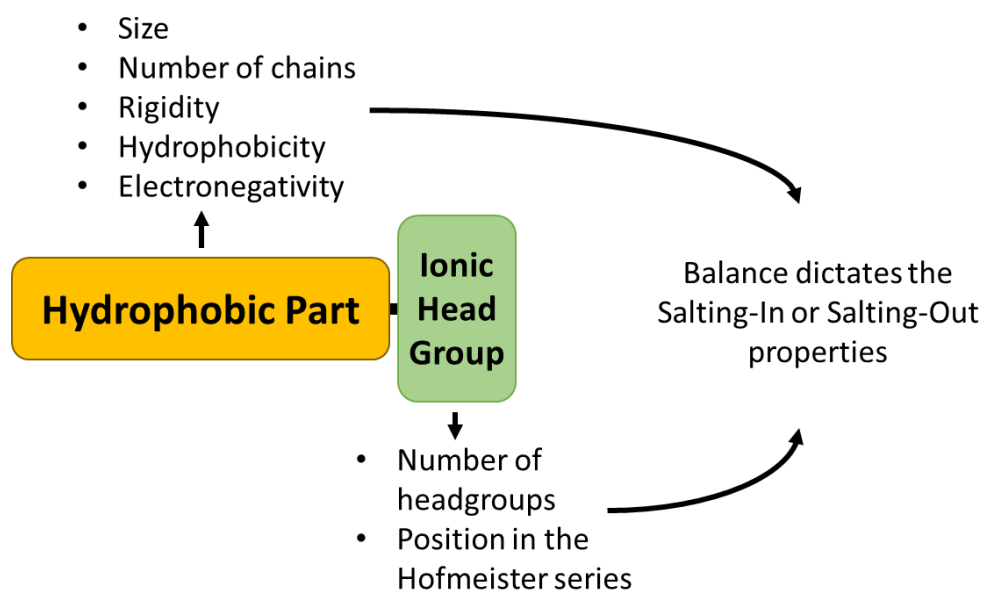 • Size
• Number of chains
• Rigidity
• Hydrophobicity
• Electronegativity
Hydrophobic Part
Ionic
Head
Group
Balance dictates the
Salting-In or Salting-Out
properties
• Number of
headgroups
• Position in the
Hofmeister series